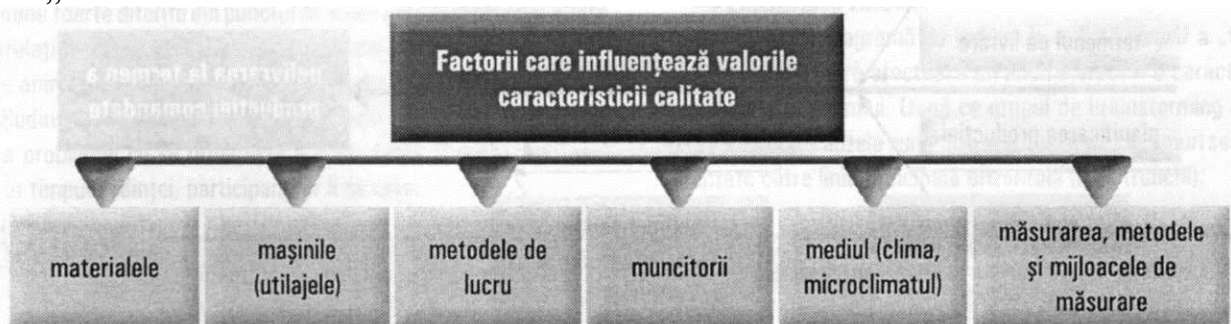 Factorii care influențează valorile
caracteristicii calitate
materialele
mașinile
(utilajele)
metodele de
lucru
muncitorii
mediul (clima,
microclimatul)
măsurarea, metodele
și mijloacele de
măsurare